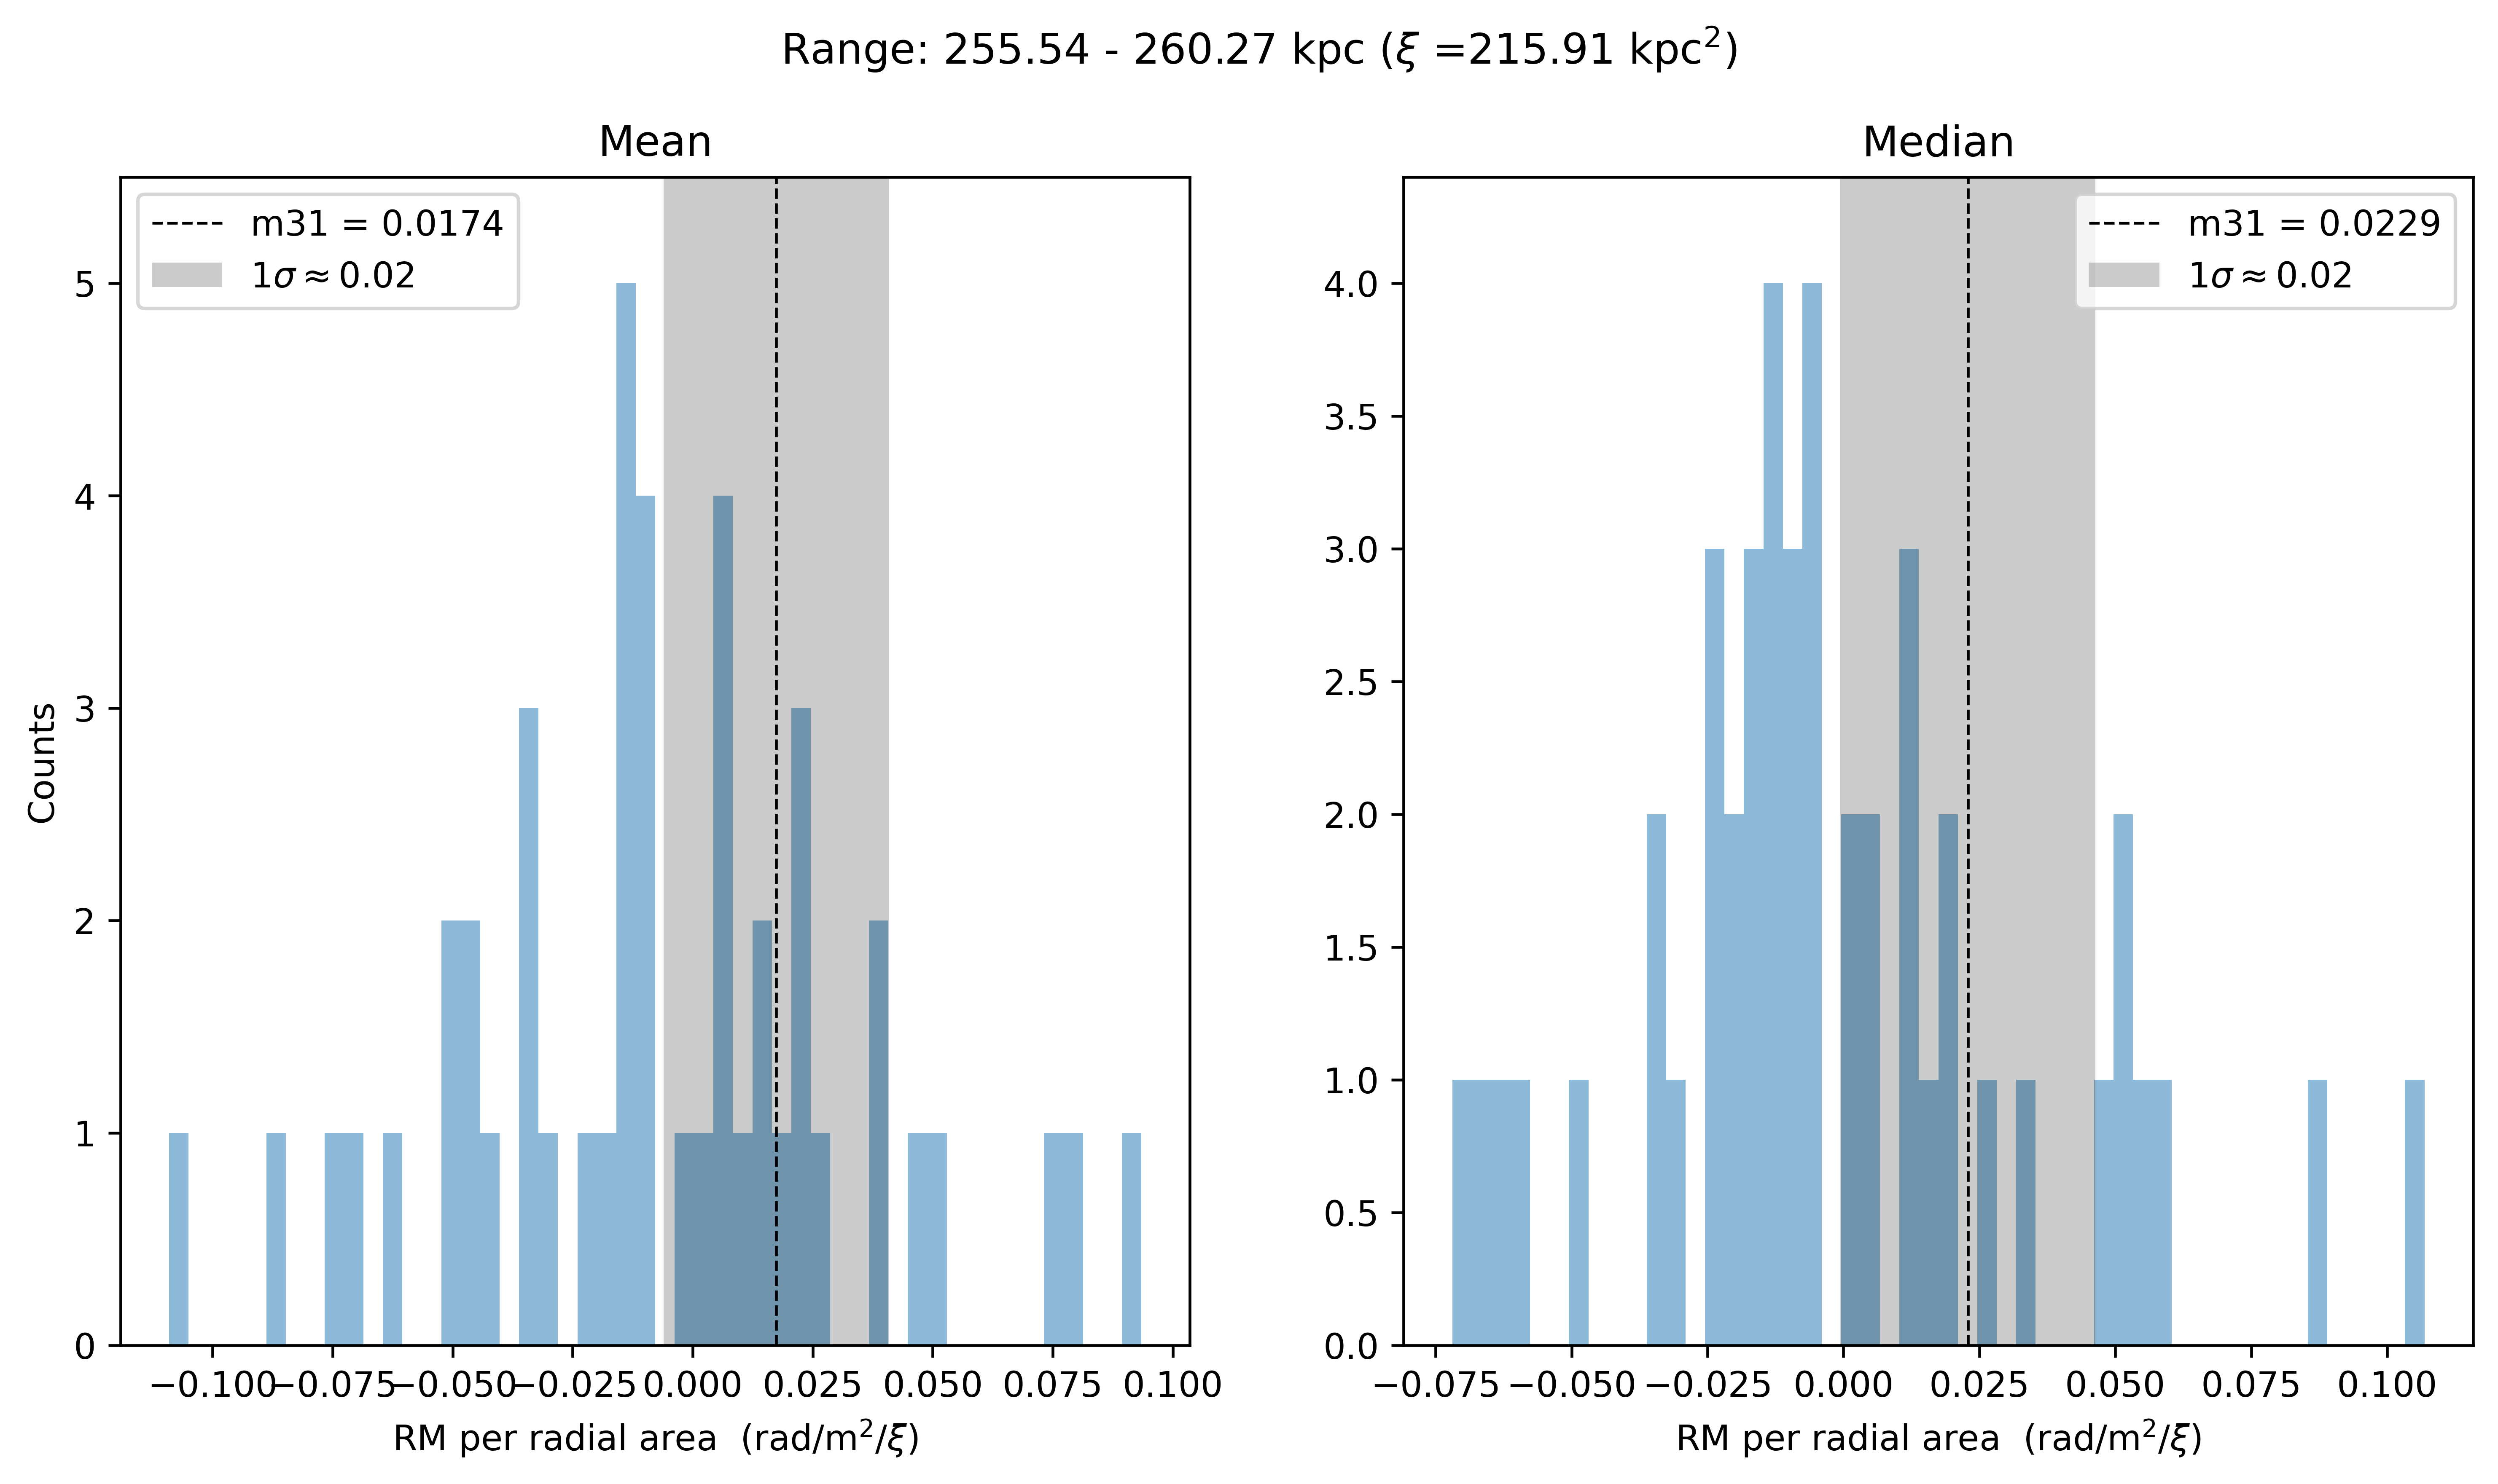 Range: 255.54 - 260.27 kpc (ξ =215.91 kpc²)
Mean
m31 = 0.0174
1σ ≈ 0.02
5
4
3
2
1
0
Counts
−0.100 −0.075 −0.050 −0.025 0.000 0.025 0.050 0.075 0.100
RM per radial area (rad/m²/ξ)
Median
m31 = 0.0229
1σ ≈ 0.02
4.0
3.5
3.0
2.5
2.0
1.5
1.0
0.5
0.0
−0.075 −0.050 −0.025 0.000 0.025 0.050 0.075 0.100
RM per radial area (rad/m²/ξ)